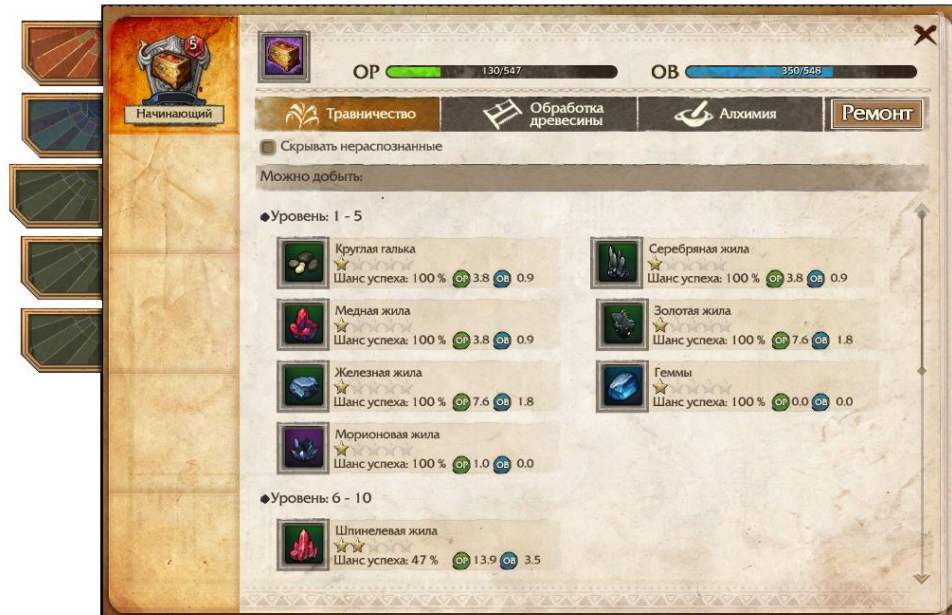 5
Начинающий
ОР 130/547 ОВ 350/548
Травничество Обработка древесины Алхимия Ремонт
Скрывать нераспознанные
Можно добыть:
Уровень: 1 - 5
Круглая галька
Шанс успеха: 100 % ОР 3.8 ОВ 0.9
Серебряная жила
Шанс успеха: 100 % ОР 3.8 ОВ 0.9
Медная жила
Шанс успеха: 100 % ОР 3.8 ОВ 0.9
Золотая жила
Шанс успеха: 100 % ОР 7.6 ОВ 1.8
Железная жила
Шанс успеха: 100 % ОР 7.6 ОВ 1.8
Геммы
Шанс успеха: 100 % ОР 0.0 ОВ 0.0
Морионовая жила
Шанс успеха: 100 % ОР 1.0 ОВ 0.0
Уровень: 6 - 10
Шпинелевая жила
Шанс успеха: 47 % ОР 13.9 ОВ 3.5